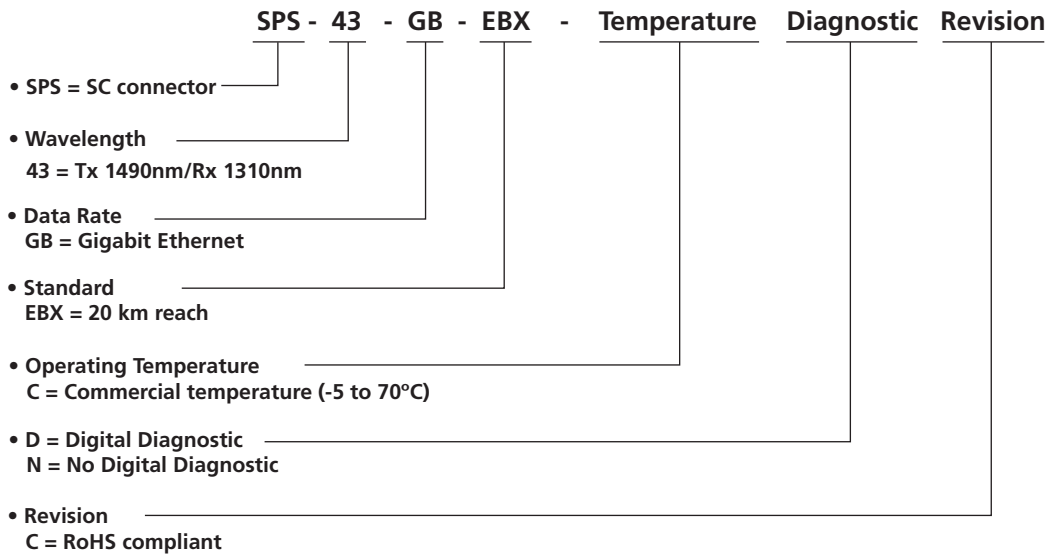 SPS - 43 - GB - EBX - Temperature Diagnostic Revision
• SPS = SC connector
• Wavelength
43 = Tx 1490nm/Rx 1310nm
• Data Rate
GB = Gigabit Ethernet
• Standard
EBX = 20 km reach
• Operating Temperature
C = Commercial temperature (-5 to 70ºC)
• D = Digital Diagnostic
N = No Digital Diagnostic
• Revision
C = RoHS compliant